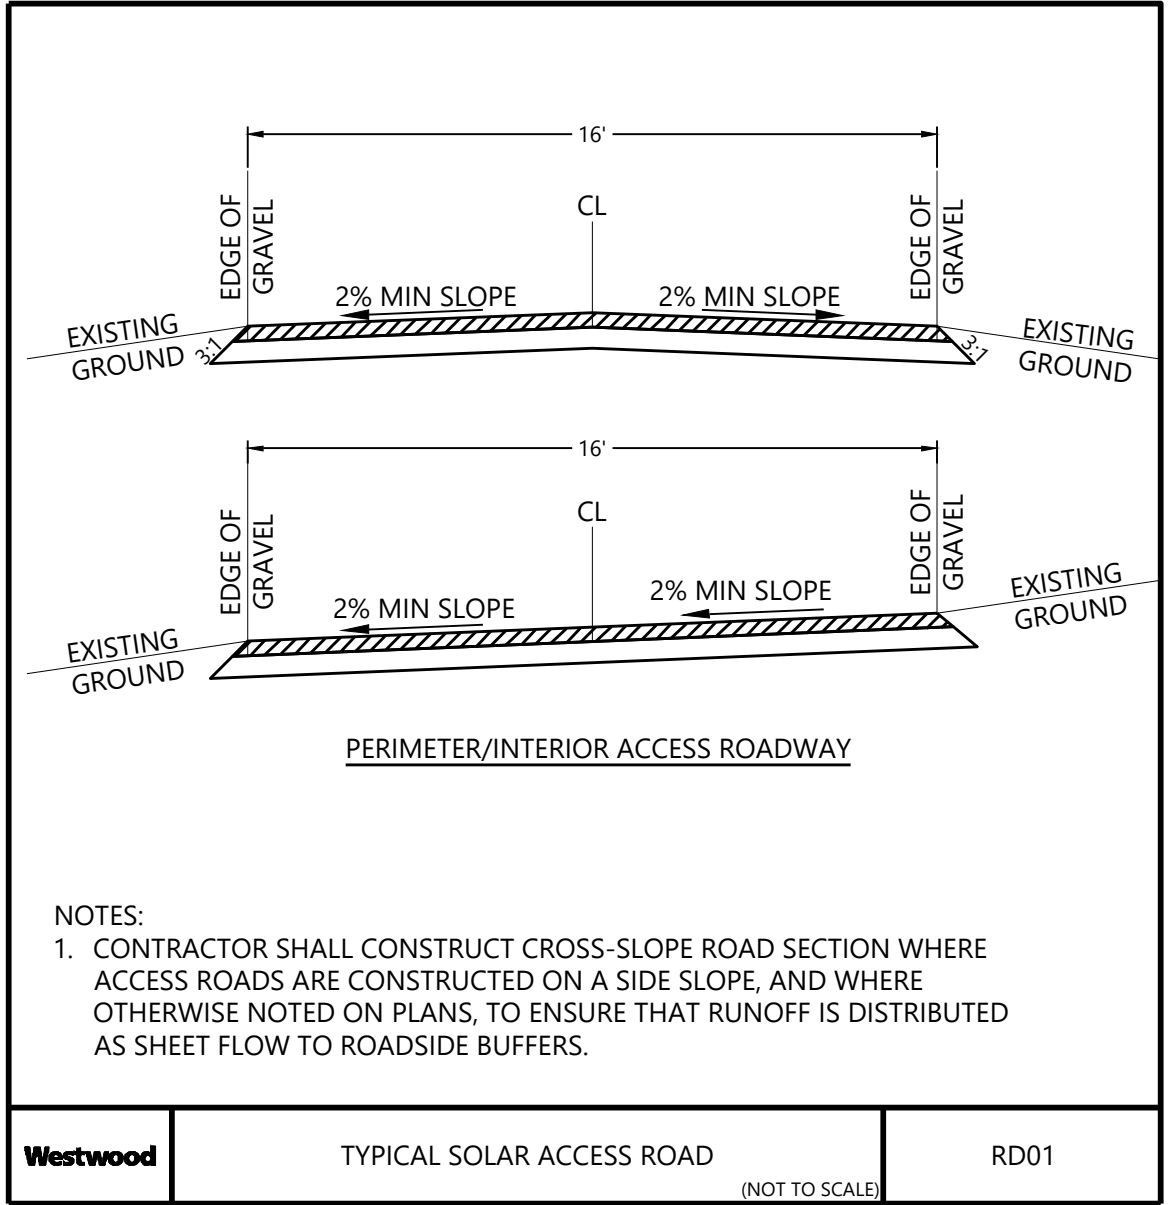 16'
EDGE OF
GRAVEL
CL
EDGE OF
GRAVEL
2% MIN SLOPE
2% MIN SLOPE
EXISTING
GROUND
3:1
3:1
EXISTING
GROUND
16'
EDGE OF
GRAVEL
CL
EDGE OF
GRAVEL
2% MIN SLOPE
2% MIN SLOPE
EXISTING
GROUND
EXISTING
GROUND
PERIMETER/INTERIOR ACCESS ROADWAY
NOTES:
1. CONTRACTOR SHALL CONSTRUCT CROSS-SLOPE ROAD SECTION WHERE
ACCESS ROADS ARE CONSTRUCTED ON A SIDE SLOPE, AND WHERE
OTHERWISE NOTED ON PLANS, TO ENSURE THAT RUNOFF IS DISTRIBUTED
AS SHEET FLOW TO ROADSIDE BUFFERS.
Westwood
TYPICAL SOLAR ACCESS ROAD
(NOT TO SCALE)
RD01